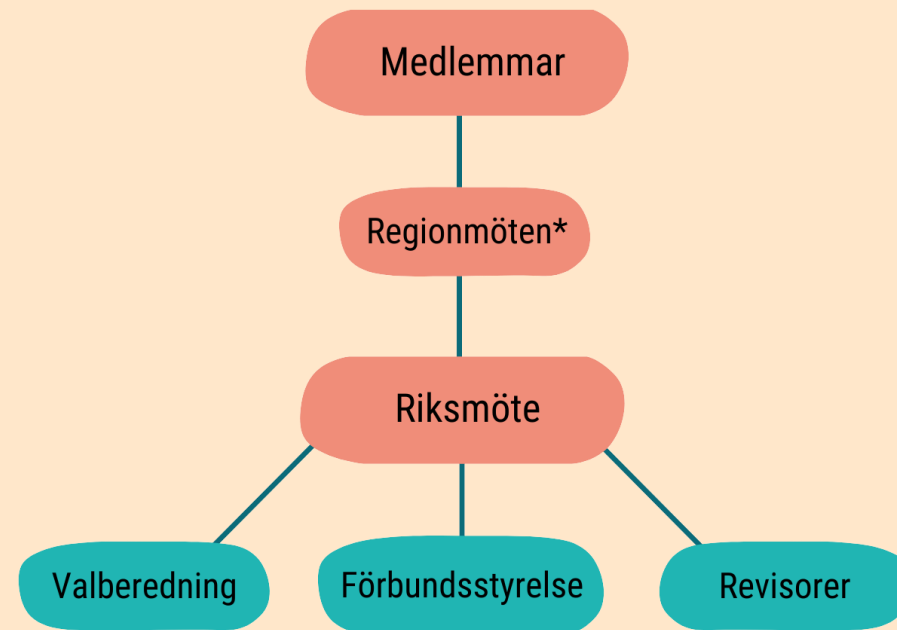 Medlemmar
Regionmöten*
Riksmöte
Valberedning
Förbundsstyrelse
Revisorer